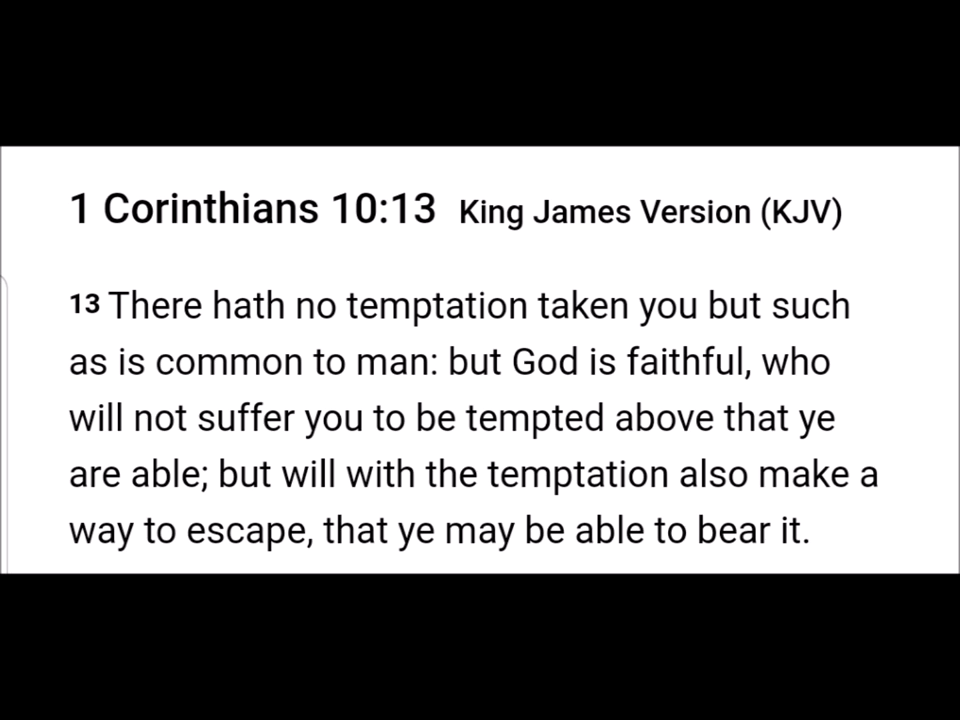 1 Corinthians 10:13 King James Version (KJV)
13 There hath no temptation taken you but such
as is common to man: but God is faithful, who
will not suffer you to be tempted above that ye
are able; but will with the temptation also make a
way to escape, that ye may be able to bear it.